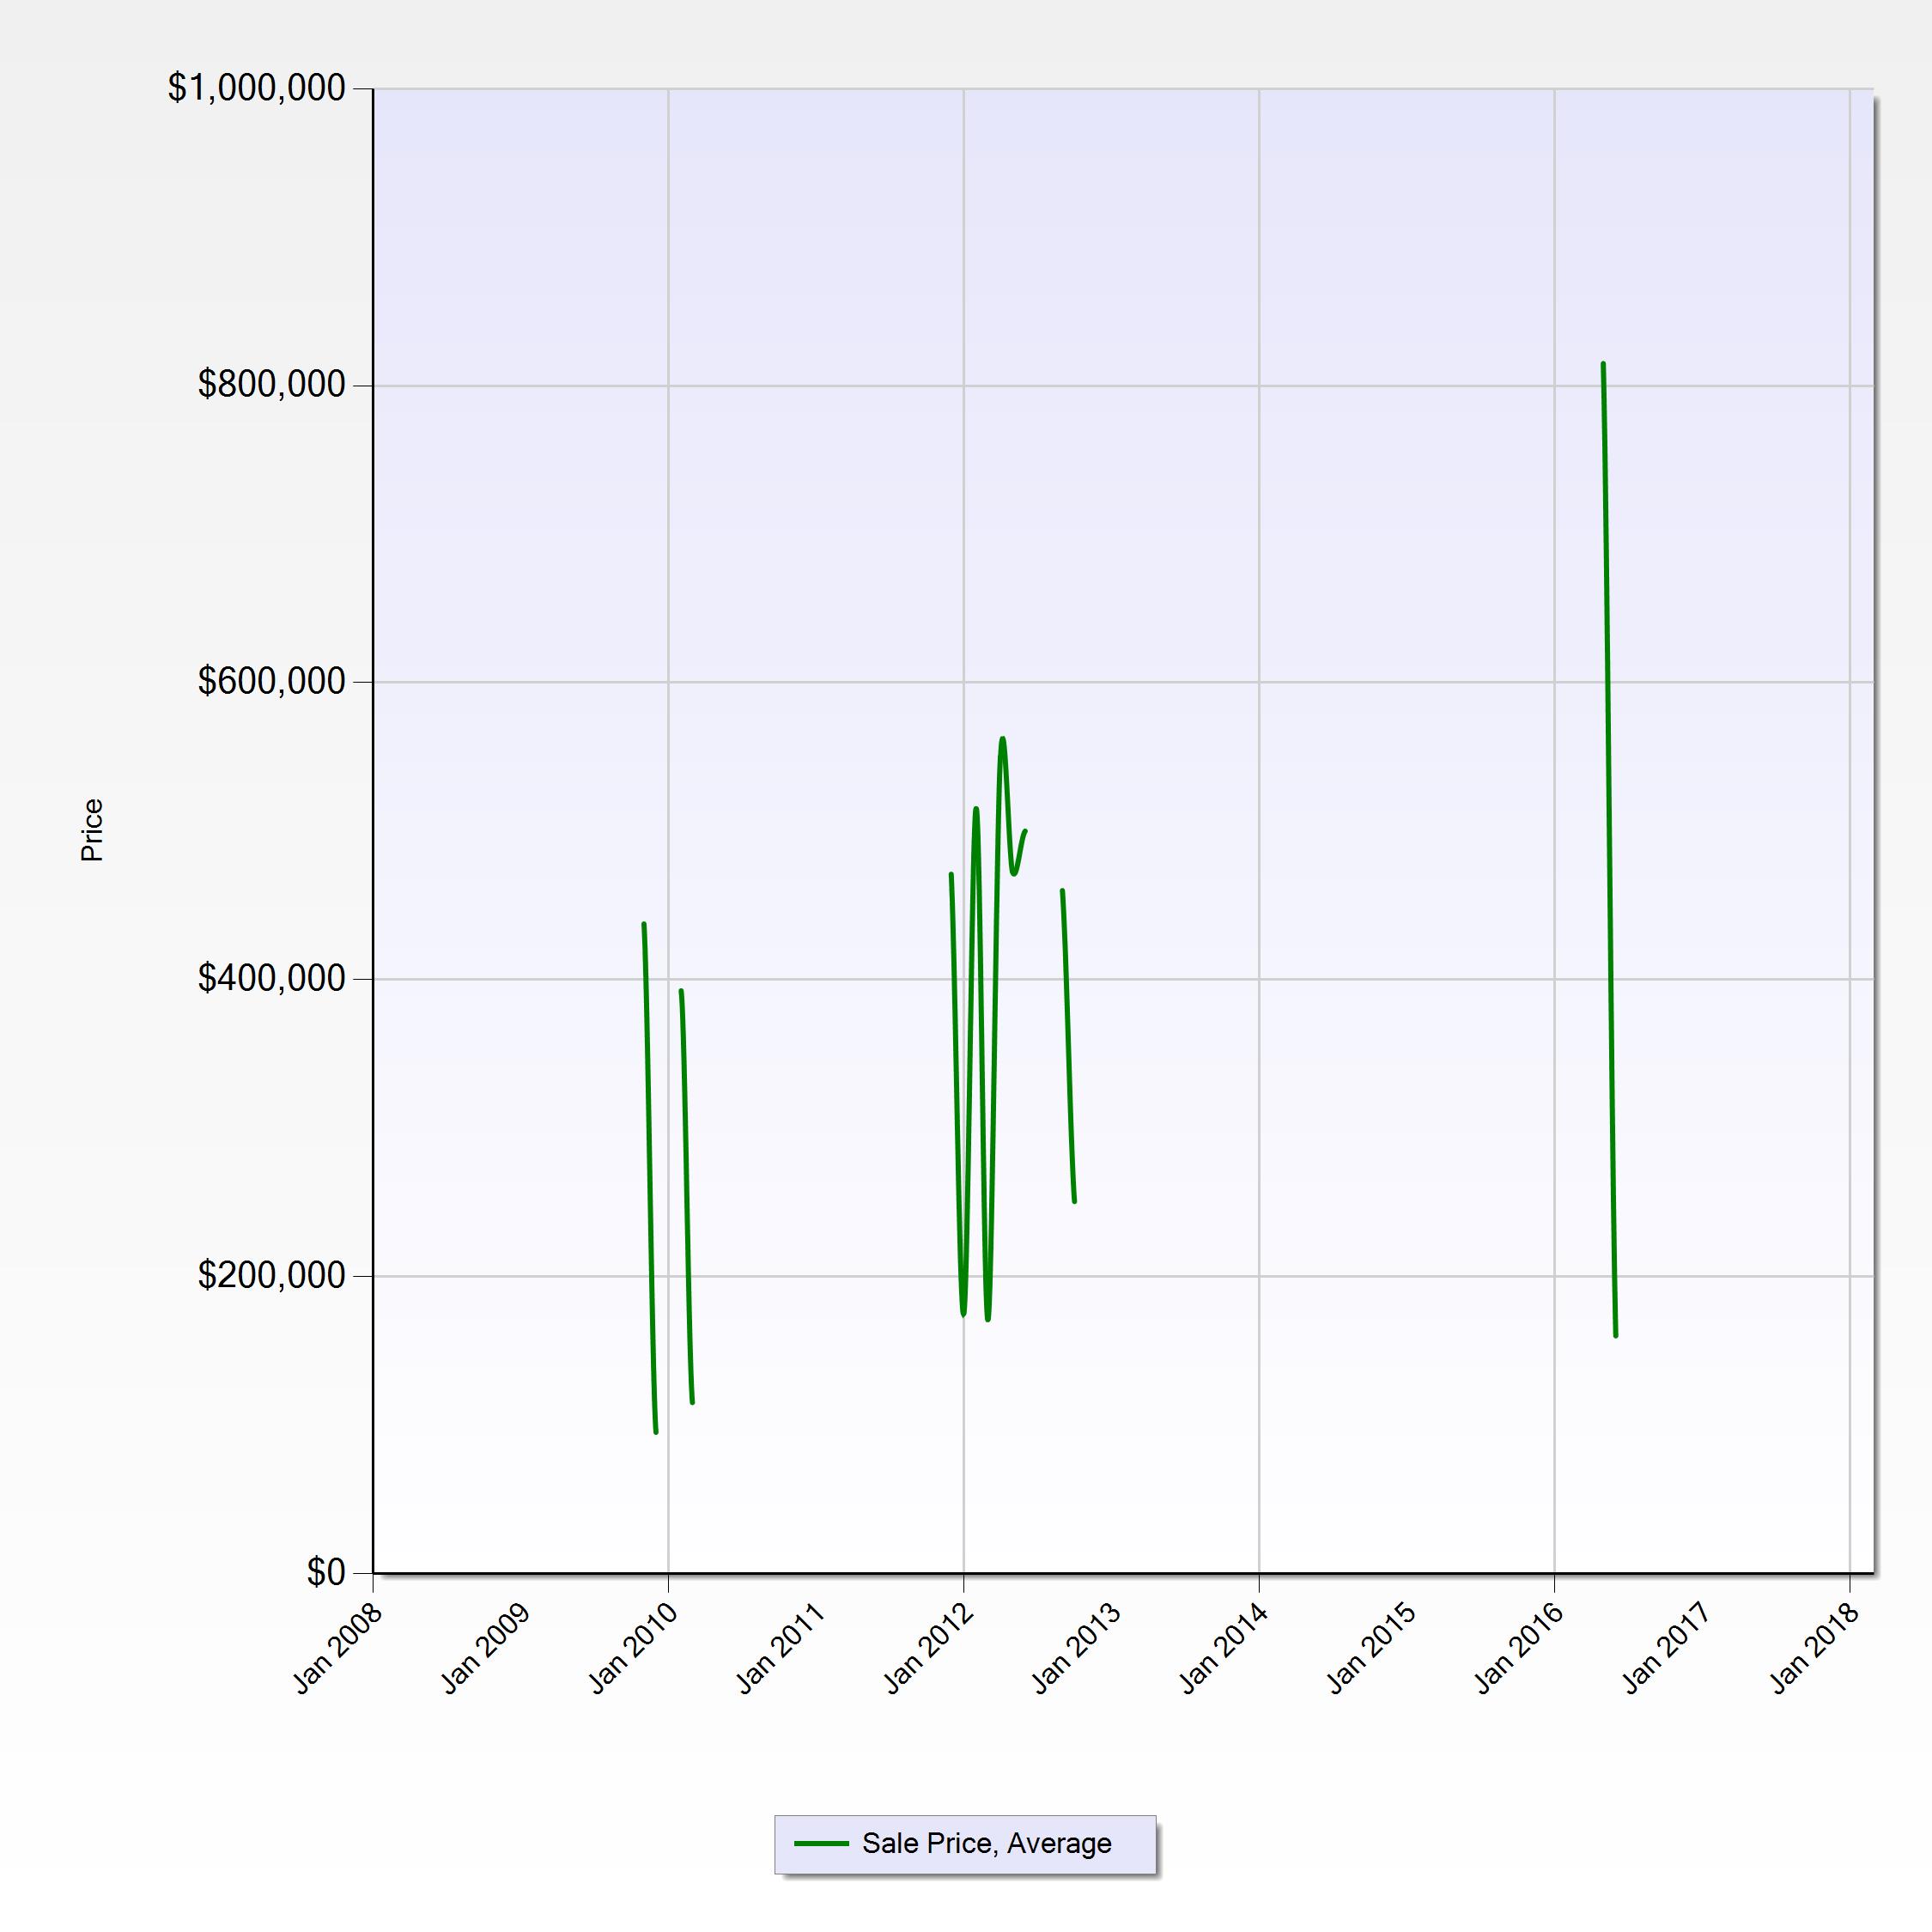 $1,000,000
$800,000
$600,000
$400,000
$200,000
$0
Price
Jan 2008
Jan 2009
Jan 2010
Jan 2011
Jan 2012
Jan 2013
Jan 2014
Jan 2015
Jan 2016
Jan 2017
Jan 2018
Sale Price, Average